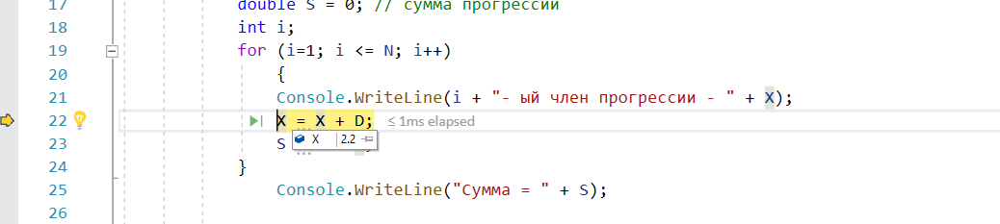 17 double S = 0; // сумма прогрессии
18 int i;
19 for (i=1; i <= N; i++)
20 {
21 Console.WriteLine(i + "- ый член прогрессии - " + X);
22 X = X + D; ≤ 1ms elapsed
X 2.2
23 S
24 }
25 Console.WriteLine("Сумма = " + S);
26